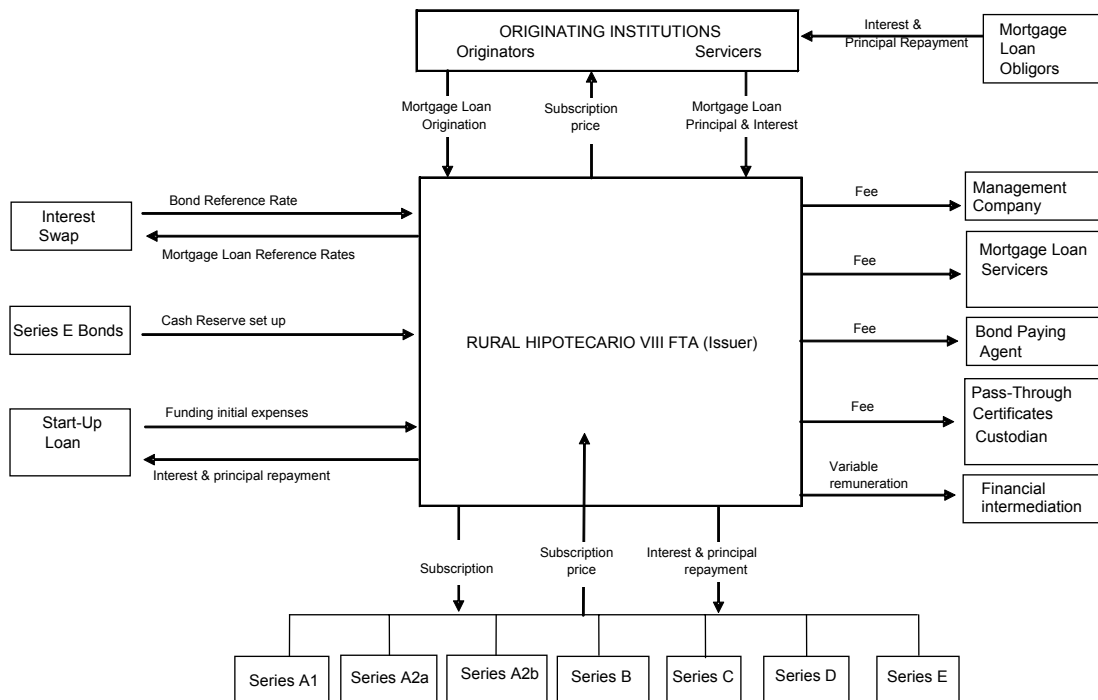 ORIGINATING INSTITUTIONS
Originators Servicers
Interest &
Principal Repayment
Mortgage
Loan
Obligors
Mortgage Loan
Origination
Subscription
price
Mortgage Loan
Principal & Interest
Interest
Swap
Bond Reference Rate
Mortgage Loan Reference Rates
Series E Bonds
Cash Reserve set up
Start-Up
Loan
Funding initial expenses
Interest & principal repayment
RURAL HIPOTECARIO VIII FTA (Issuer)
Fee
Management
Company
Fee
Mortgage Loan
Servicers
Fee
Bond Paying
Agent
Fee
Pass-Through
Certificates
Custodian
Variable
remuneration
Financial
intermediation
Subscription
Subscription
price
Interest & principal
repayment
Series A1
Series A2a
Series A2b
Series B
Series C
Series D
Series E